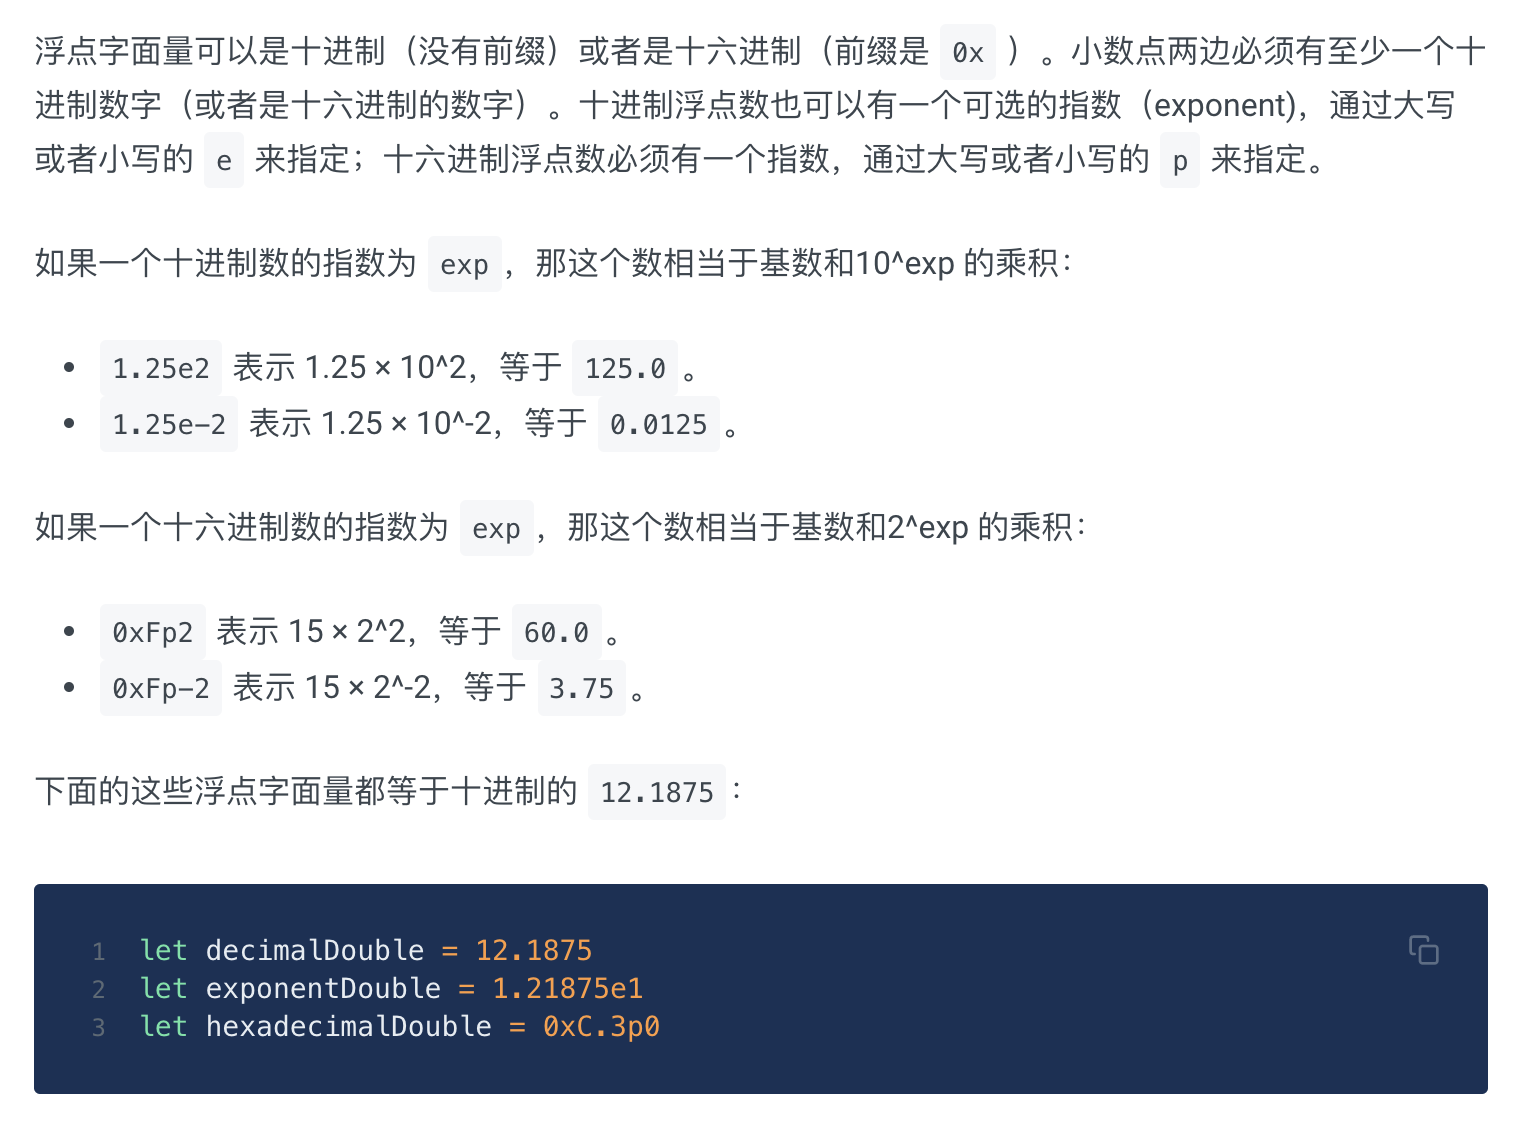 浮点字面量可以是十进制（没有前缀）或者是十六进制（前缀是 0x ）。小数点两边必须有至少一个十
进制数字（或者是十六进制的数字）。十进制浮点数也可以有一个可选的指数（exponent)，通过大写
或者小写的 e 来指定；十六进制浮点数必须有一个指数，通过大写或者小写的 p 来指定。
如果一个十进制数的指数为 exp ，那这个数相当于基数和10^exp 的乘积：
• 1.25e2 表示 1.25 × 10^2，等于 125.0 。
• 1.25e-2 表示 1.25 × 10^-2，等于 0.0125 。
如果一个十六进制数的指数为 exp ，那这个数相当于基数和2^exp 的乘积：
• 0xFp2 表示 15 × 2^2，等于 60.0 。
• 0xFp-2 表示 15 × 2^-2，等于 3.75 。
下面的这些浮点字面量都等于十进制的 12.1875 ：
1 let decimalDouble = 12.1875
2 let exponentDouble = 1.21875e1
3 let hexadecimalDouble = 0xC.3p0